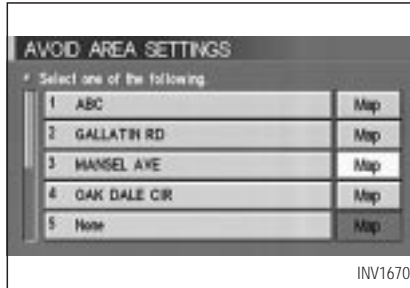 AVOID AREA SETTINGS
Select one of the following
1 ABC Map
2 GALLATIN RD Map
3 MANSEL AVE Map
4 OAK DALE CIR Map
5 None Map
INV1670